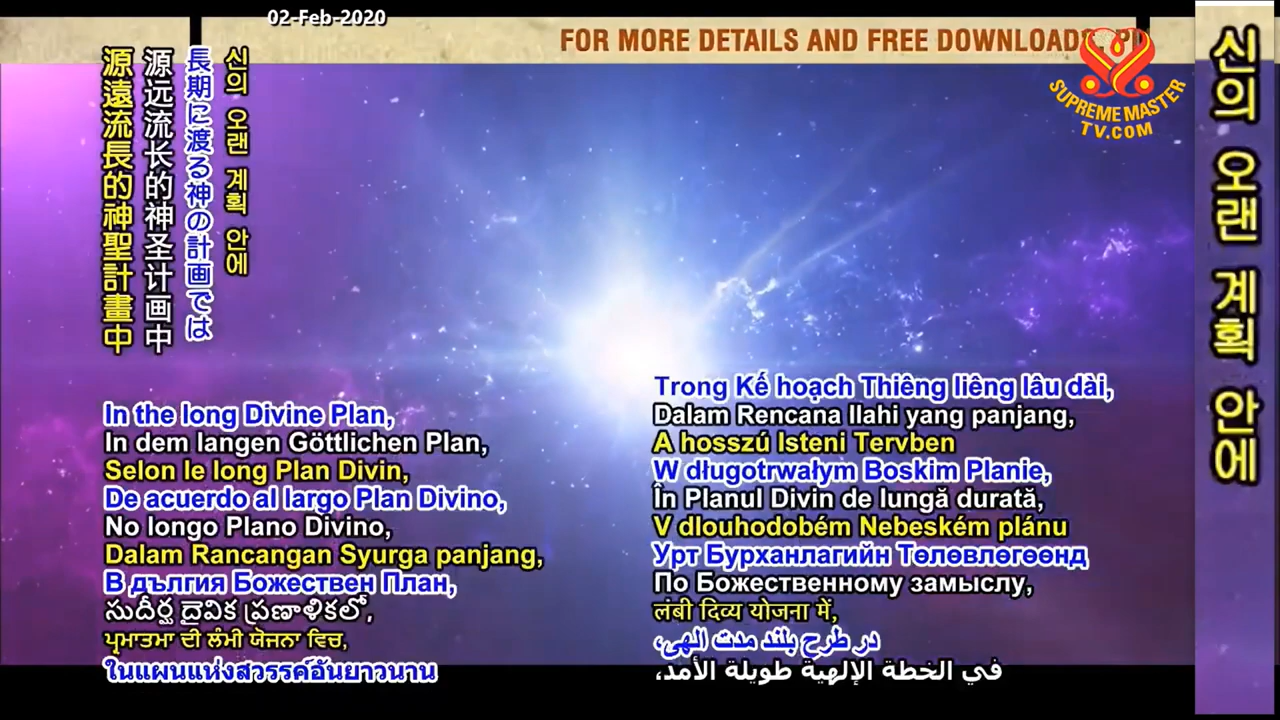 02-Feb-2020
FOR MORE DETAILS AND FREE DOWNLOADS, PL
SUPREME MASTER
TV.COM
신의 오랜 계획 안에
신의 오랜 계획 안에
長期に渡る神の計画では
源远流长的神圣计画中
源遠流長的神聖計畫中
In the long Divine Plan,
In dem langen Göttlichen Plan,
Selon le long Plan Divin,
De acuerdo al largo Plan Divino,
No longo Plano Divino,
Dalam Rancangan Syurga panjang,
В дългия Божествен План,
సుదీర్ఘ దైవిక ప్రణాళికలో,
ਪ੍ਰਮਾਤਮਾ ਦੀ ਲੰਮੀ ਯੋਜਨਾ ਵਿਚ,
ในแผนแห่งสวรรค์อันยาวนาน
Trong Kế hoạch Thiêng liêng lâu dài,
Dalam Rencana Ilahi yang panjang,
A hosszú Isteni Tervben
W długotrwałym Boskim Planie,
În Planul Divin de lungă durată,
V dlouhodobém Nebeském plánu
Урт Бурханлагийн Төлөвлөгөөнд
По Божественному замыслу,
लंबी दिव्य योजना में,
در طرح بلند مدت الهی،
في الخطة الإلهية طويلة الأمد،